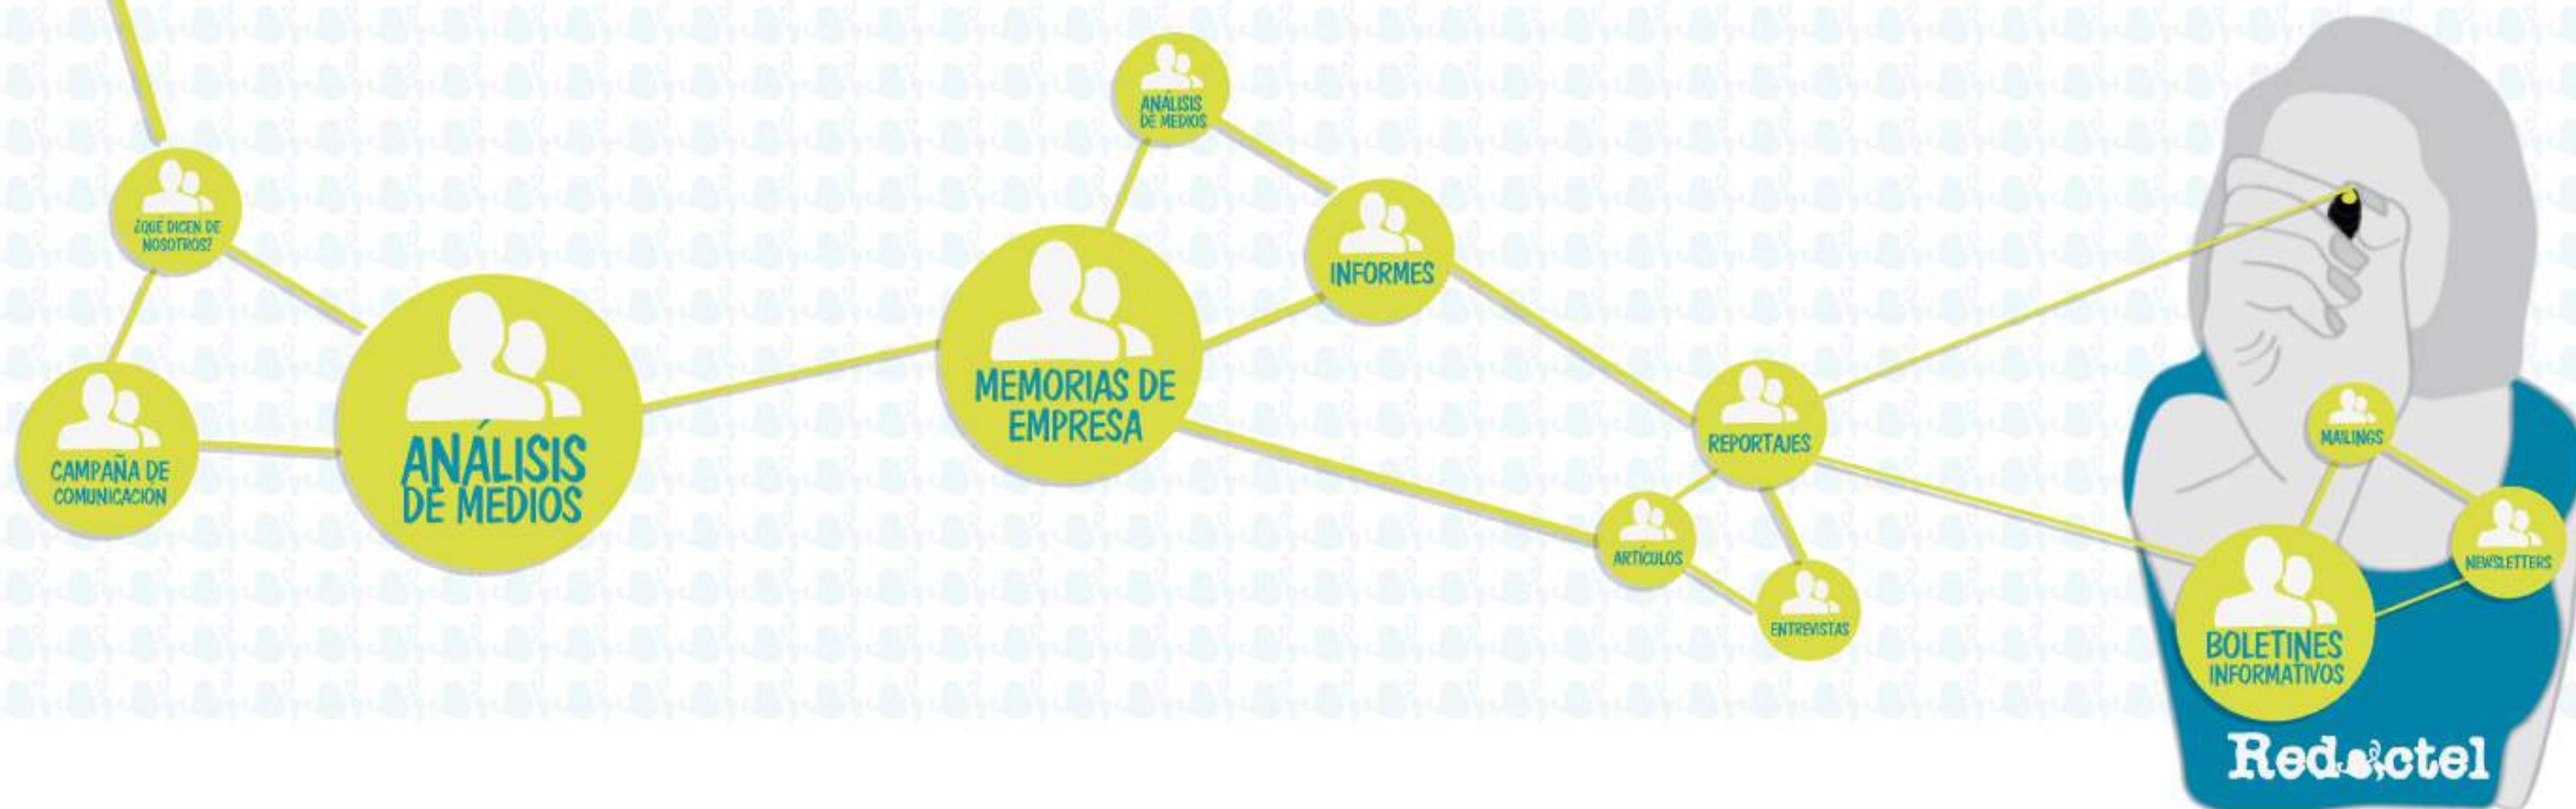 ¿QUÉ DICEN DE
NOSOTROS?
CAMPAÑA DE
COMUNICACIÓN
ANÁLISIS
DE MEDIOS
ANÁLISIS
DE MEDIOS
MEMORIAS DE
EMPRESA
INFORMES
REPORTAJES
ARTÍCULOS
ENTREVISTAS
MAILINGS
NEWSLETTERS
BOLETINES
INFORMATIVOS
Redactel